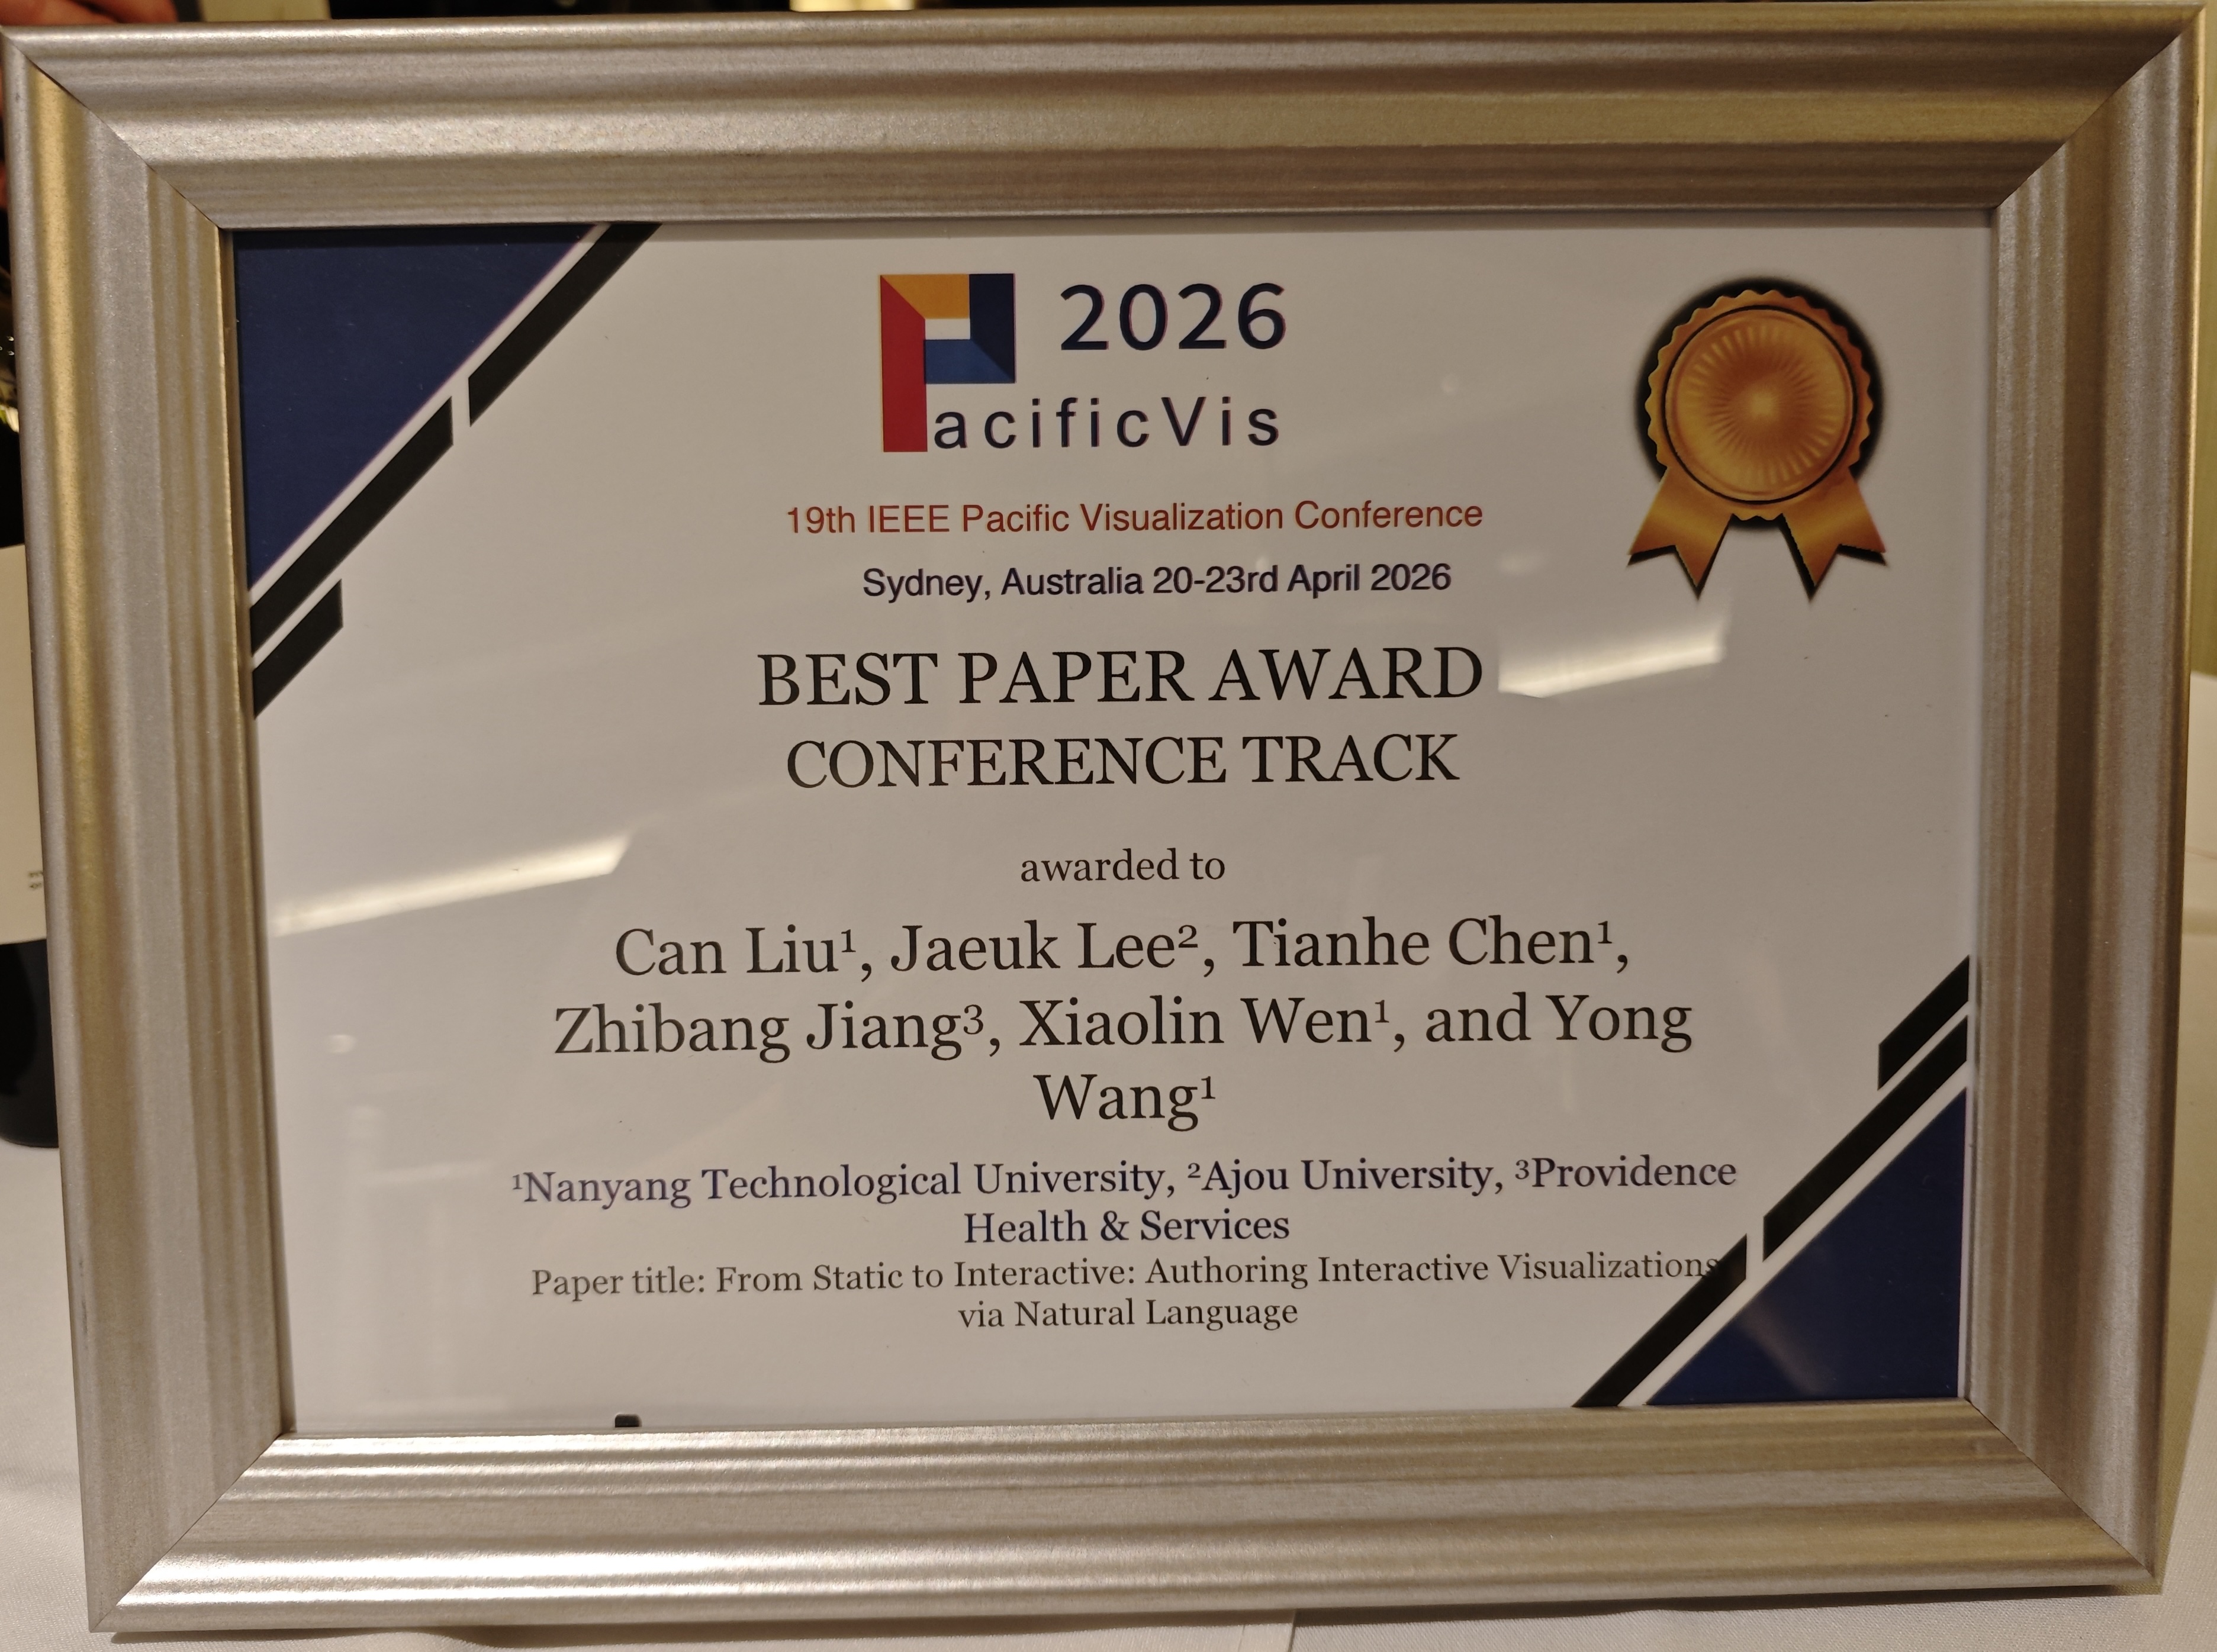 2026
PacificVis
19th IEEE Pacific Visualization Conference
Sydney, Australia 20-23rd April 2026
BEST PAPER AWARD
CONFERENCE TRACK
awarded to
Can Liu¹, Jaeuk Lee², Tianhe Chen¹,
Zhibang Jiang³, Xiaolin Wen¹, and Yong
Wang¹
¹Nanyang Technological University, ²Ajou University, ³Providence
Health & Services
Paper title: From Static to Interactive: Authoring Interactive Visualizations
via Natural Language